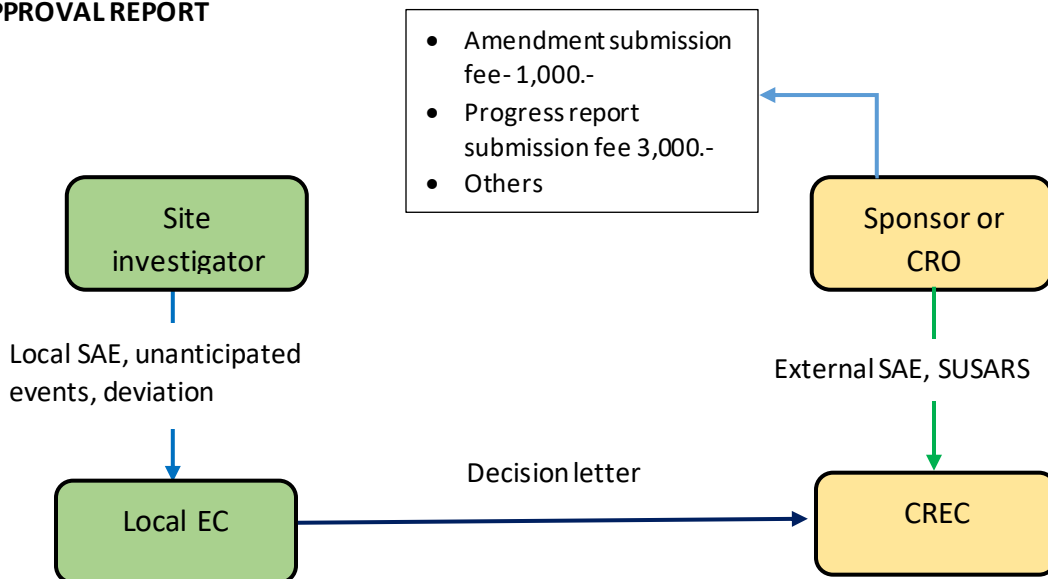 PPROVAL REPORT
• Amendment submission
fee- 1,000.-
• Progress report
submission fee 3,000.-
• Others
Site
investigator
Sponsor or
CRO
Local SAE, unanticipated
events, deviation
External SAE, SUSARS
Decision letter
Local EC
CREC